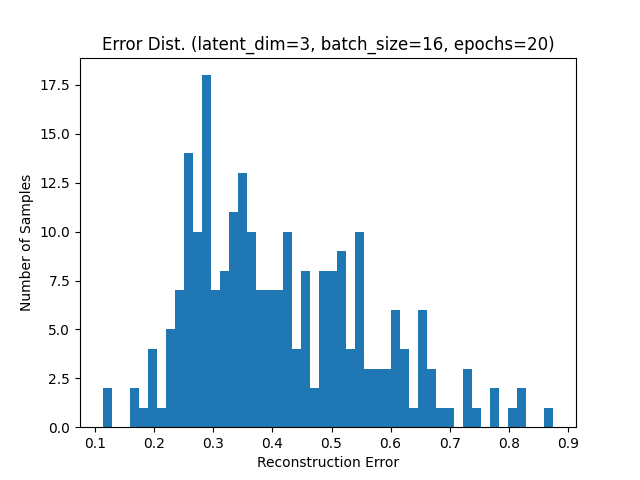 Error Dist. (latent_dim=3, batch_size=16, epochs=20)
Number of Samples
17.5
15.0
12.5
10.0
7.5
5.0
2.5
0.0
0.1 0.2 0.3 0.4 0.5 0.6 0.7 0.8 0.9
Reconstruction Error